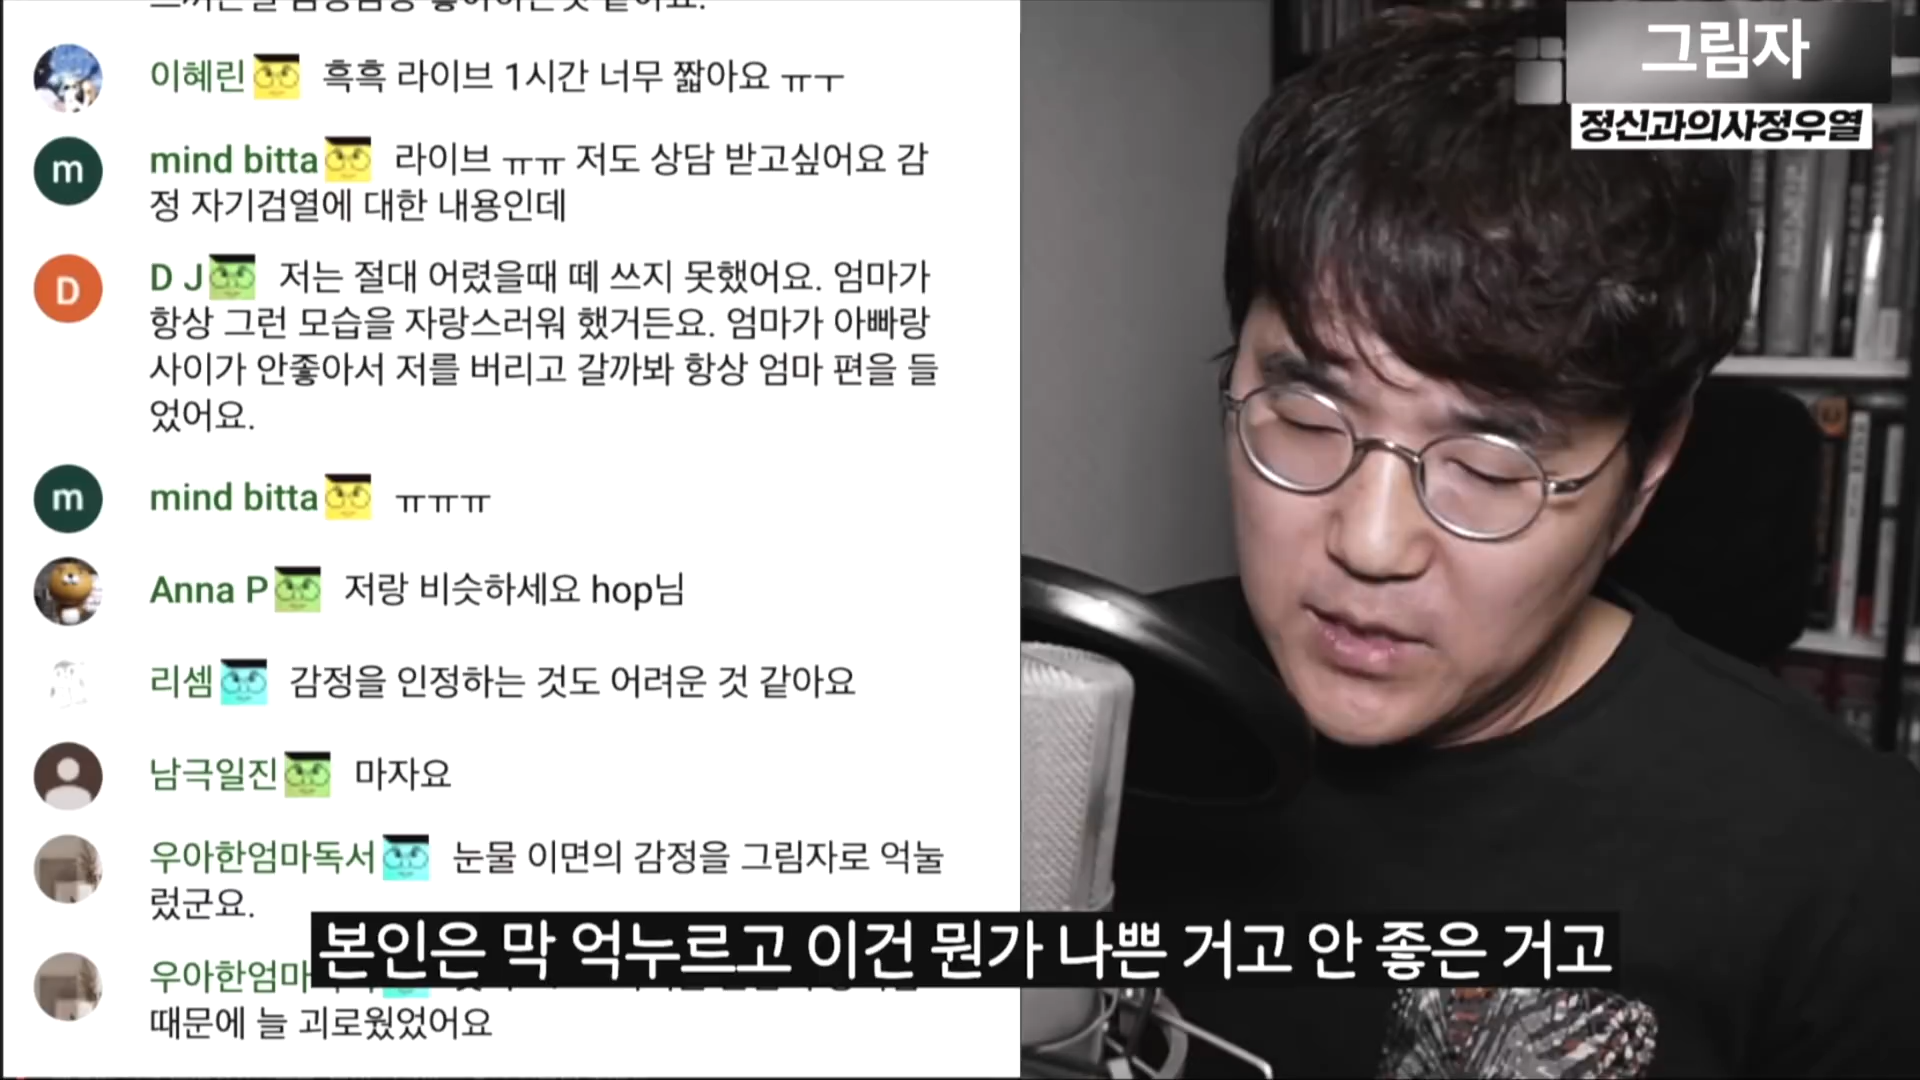 이혜린 흑흑 라이브 1시간 너무 짧아요 ㅠㅜ
mind bitta 라이브 ㅠㅠ 저도 상담 받고싶어요 감
정 자기검열에 대한 내용인데
D J 저는 절대 어렸을때 떼 쓰지 못했어요. 엄마가
항상 그런 모습을 자랑스러워 했거든요. 엄마가 아빠랑
사이가 안좋아서 저를 버리고 갈까봐 항상 엄마 편을 들
었어요.
mind bitta ㅠㅠㅠ
Anna P 저랑 비슷하세요 hop님
리셈 감정을 인정하는 것도 어려운 것 같아요
남극일진 마자요
우아한엄마독서 눈물 이면의 감정을 그림자로 억눌
렀군요.
우아한엄마
때문에 늘 괴로웠었어요
그림자
정신과의사정우열
본인은 막 억누르고 이건 뭔가 나쁜 거고 안 좋은 거고
m
D
m